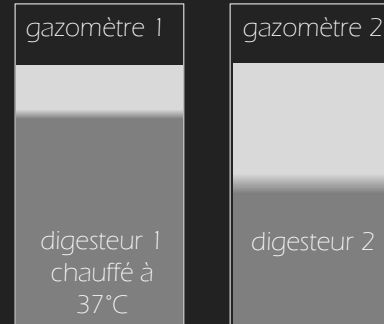 gazomètre 1
gazomètre 2
digesteur 1
chauffé à
37°C
digesteur 2